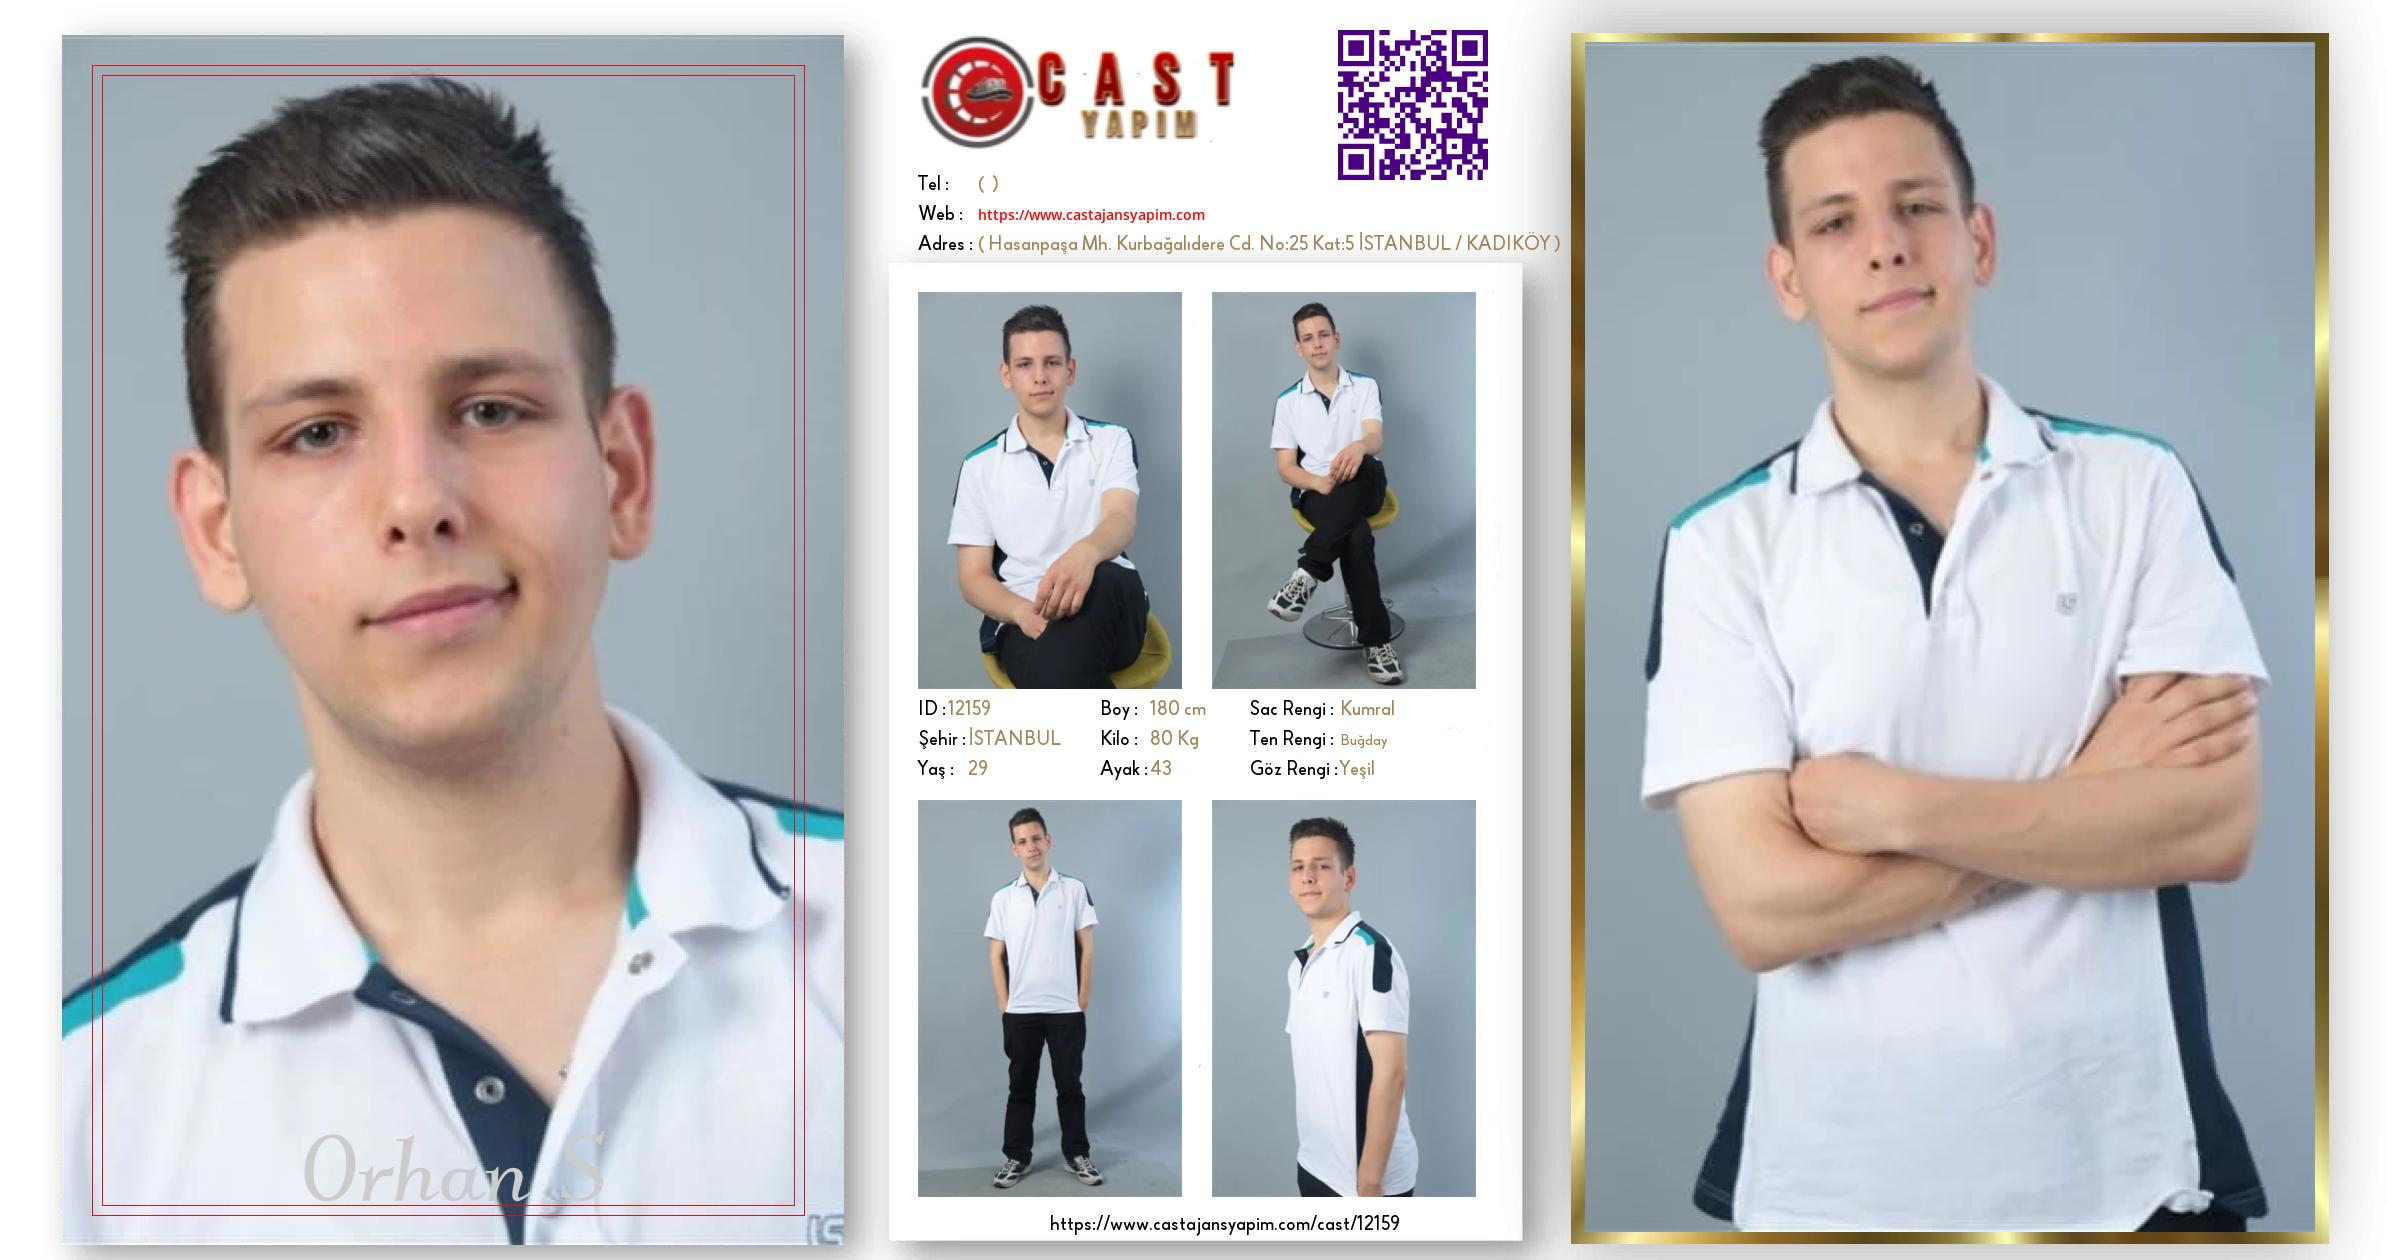 CAST
YAPIM
Tel : ( )
Web : https://www.castajansyapim.com
Adres : ( Hasanpaşa Mh. Kurbağalıdere Cd. No:25 Kat:5 İSTANBUL / KADIKÖY )
ID :12159 Boy : 180 cm Sac Rengi : Kumral
Şehir :İSTANBUL Kilo : 80 Kg Ten Rengi : Buğday
Yaş : 29 Ayak :43 Göz Rengi :Yeşil
Orhan S
https://www.castajansyapim.com/cast/12159